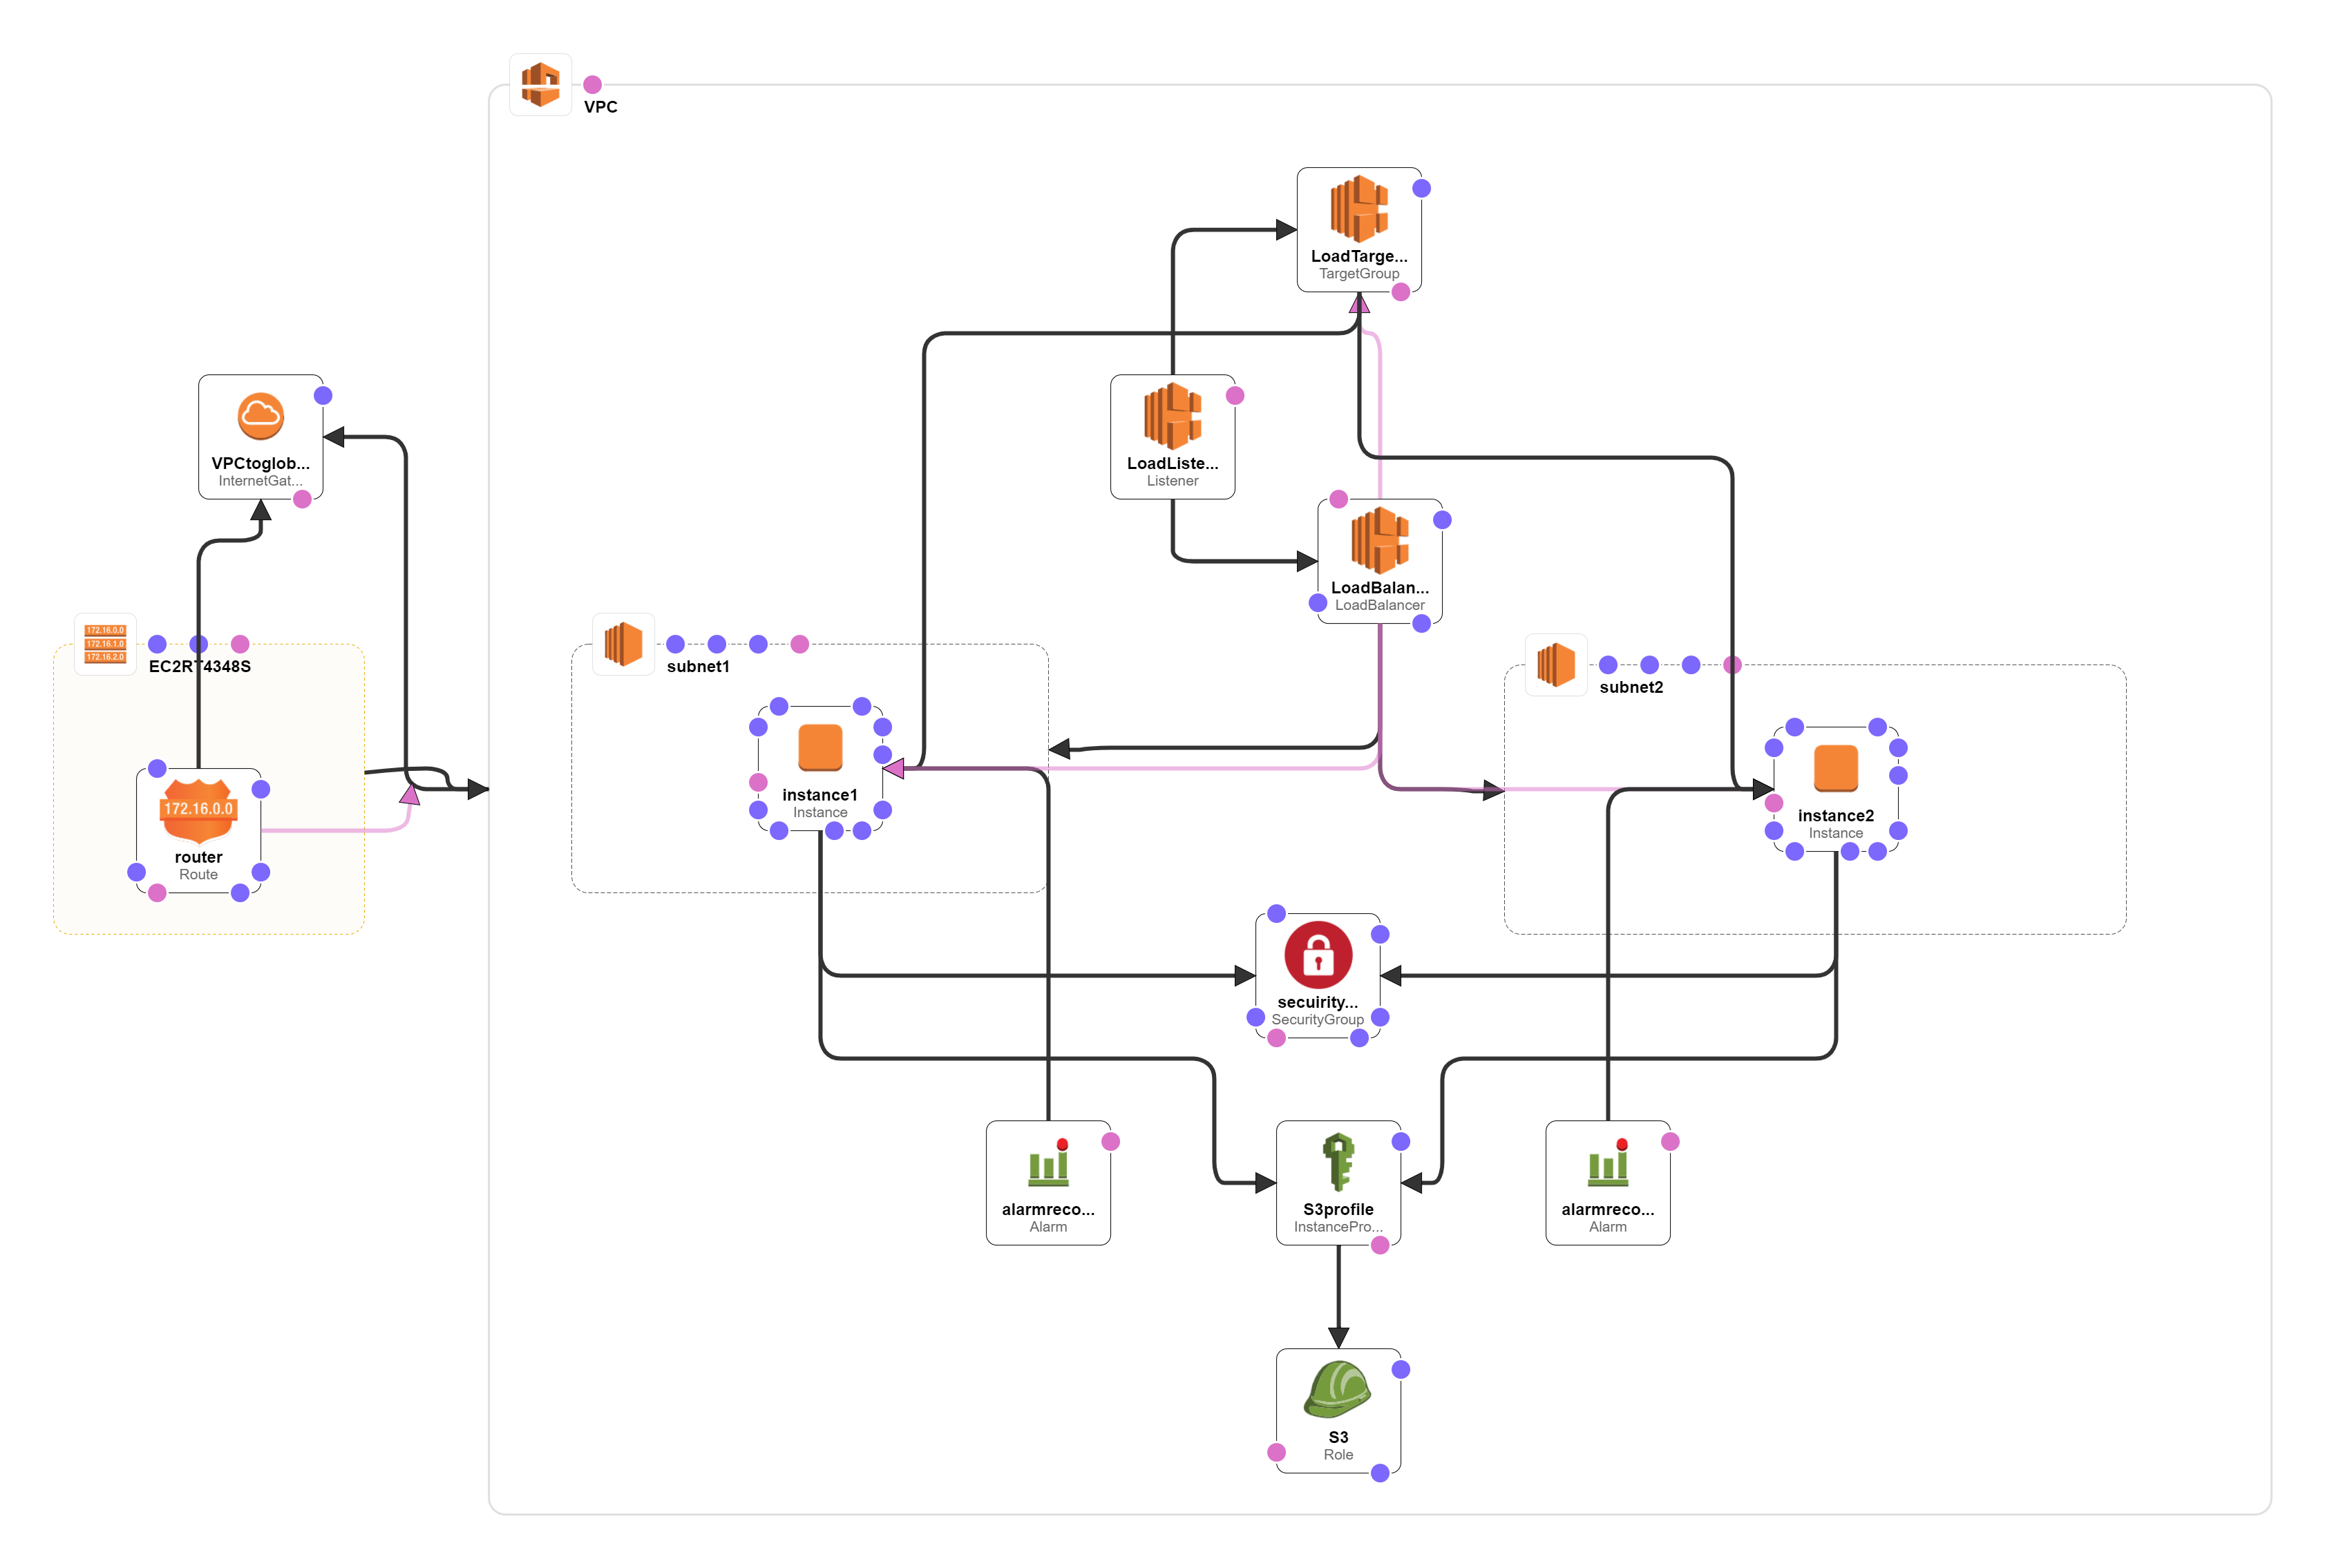 VPC
LoadTarge...
TargetGroup
VPCtoglob...
InternetGat...
LoadListe...
Listener
LoadBalan...
LoadBalancer
172.16.0.0
172.16.1.0
172.16.2.0
EC2RT4348S
subnet1
subnet2
172.16.0.0
router
Route
instance1
Instance
instance2
Instance
secuirity...
SecurityGroup
alarmreco...
Alarm
S3profile
InstancePro...
alarmreco...
Alarm
S3
Role